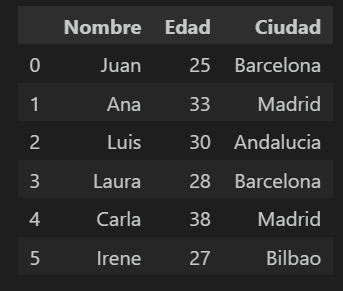 Nombre Edad Ciudad
0 Juan 25 Barcelona
1 Ana 33 Madrid
2 Luis 30 Andalucia
3 Laura 28 Barcelona
4 Carla 38 Madrid
5 Irene 27 Bilbao